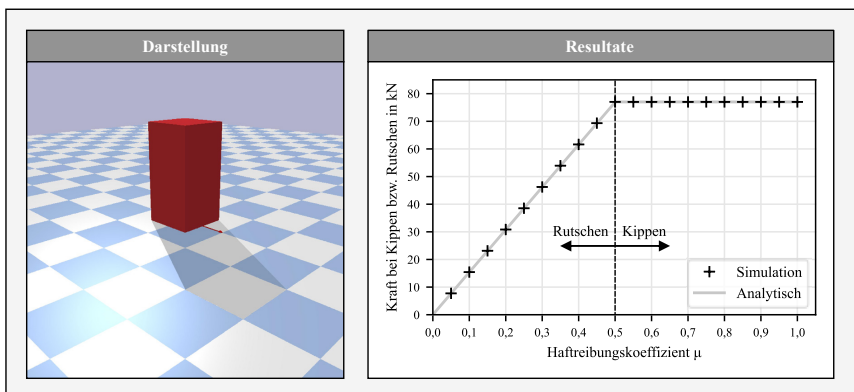 Darstellung
Resultate
Kraft bei Kippen bzw. Rutschen in kN
80
70
60
50
40
30
20
10
0
Rutschen
Kippen
Simulation
Analytisch
0,0 0,1 0,2 0,3 0,4 0,5 0,6 0,7 0,8 0,9 1,0
Haftreibungskoeffizient μ